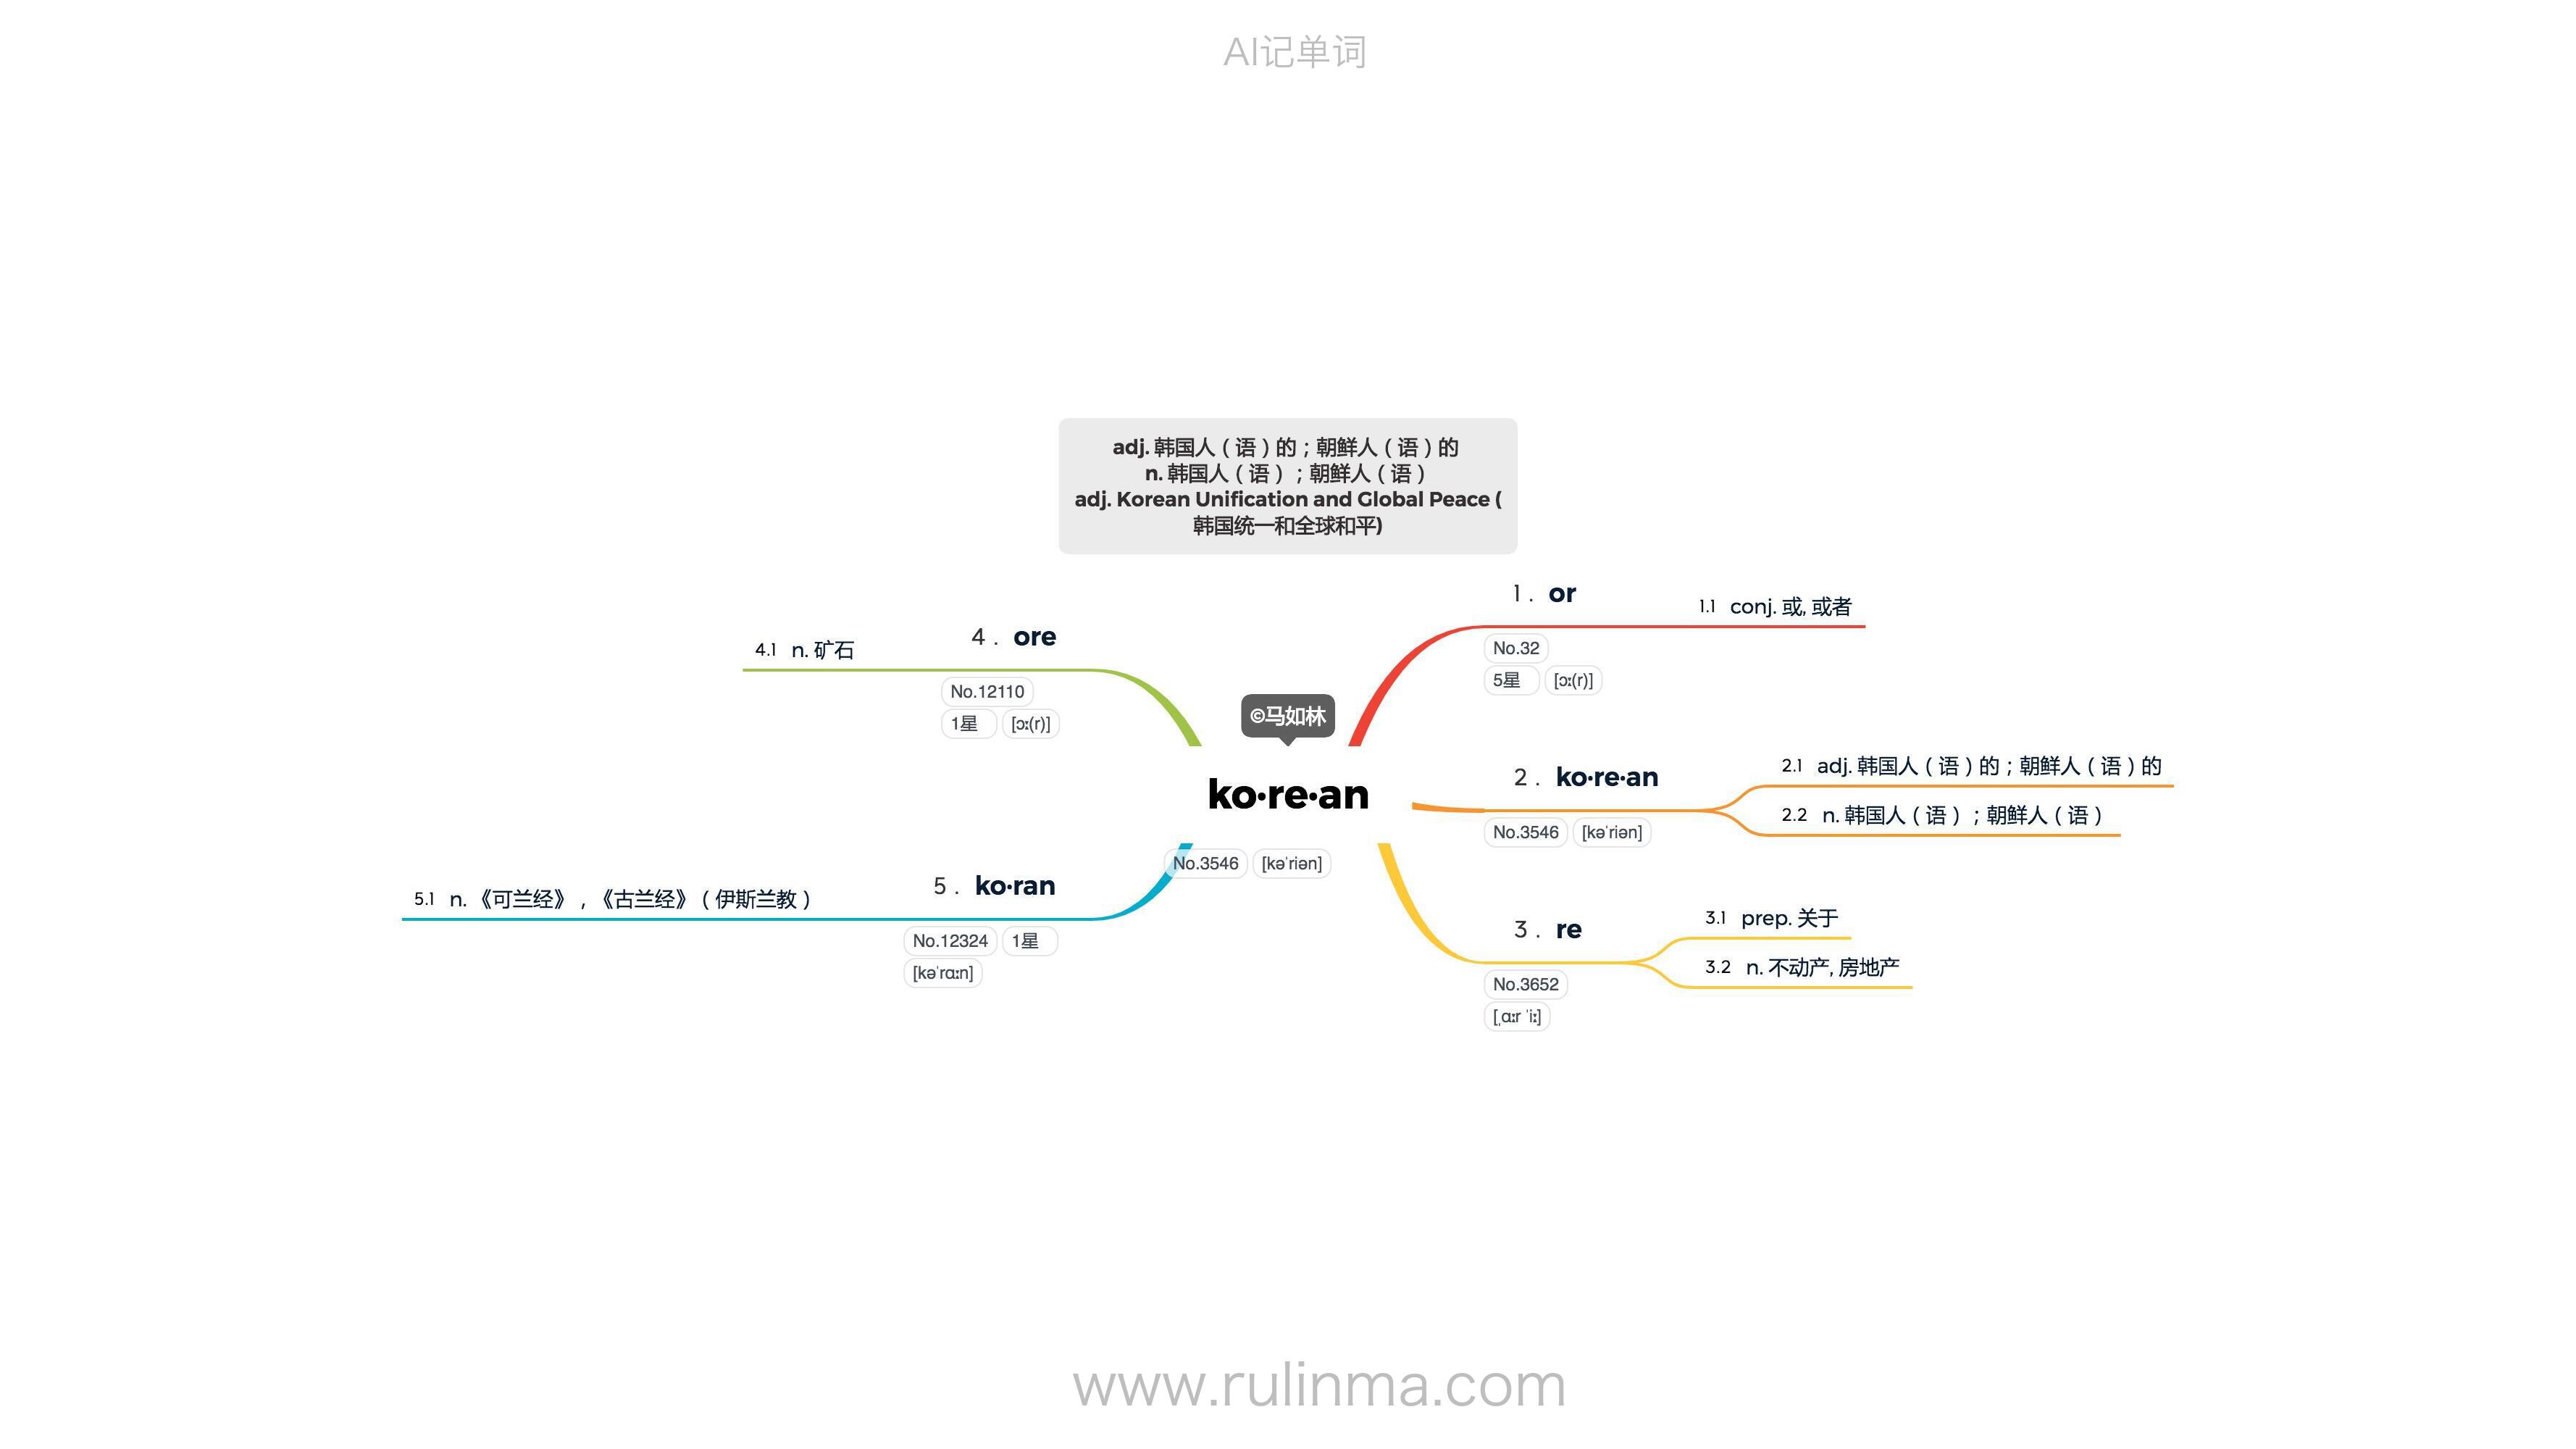 AI记单词
adj. 韩国人（语）的；朝鲜人（语）的
n. 韩国人（语）；朝鲜人（语）
adj. Korean Unification and Global Peace (
韩国统一和全球和平)
©马如林
ko·re·an
No.3546 [kəˈriən]
1 . or
1.1 conj. 或, 或者
No.32
5星 [ɔː(r)]
2 . ko·re·an
2.1 adj. 韩国人（语）的；朝鲜人（语）的
2.2 n. 韩国人（语）；朝鲜人（语）
No.3546 [kəˈriən]
3 . re
3.1 prep. 关于
3.2 n. 不动产, 房地产
No.3652
[ˌɑːr ˈiː]
4 . ore
4.1 n. 矿石
No.12110
1星 [ɔː(r)]
5 . ko·ran
5.1 n. 《可兰经》，《古兰经》（伊斯兰教）
No.12324 1星
[kəˈrɑːn]
www.rulinma.com